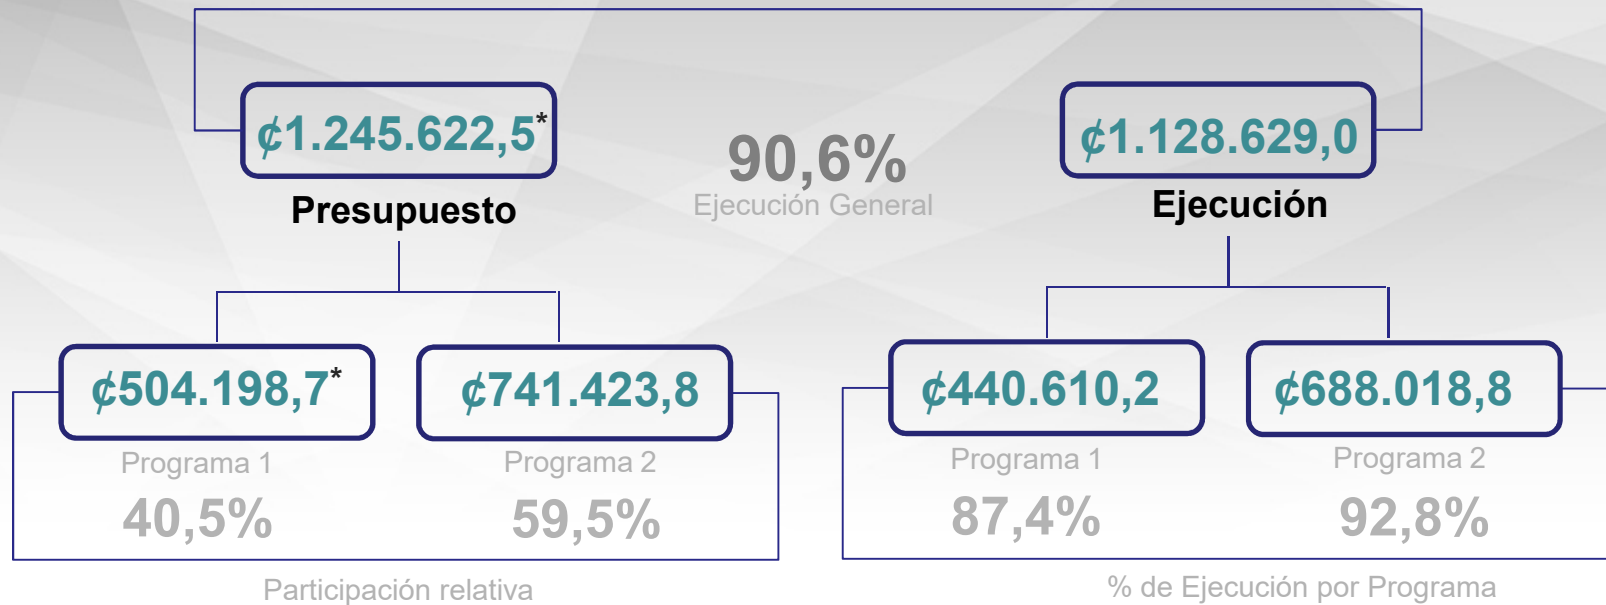 ₡1.245.622,5*
Presupuesto
90,6%
Ejecución General
₡1.128.629,0
Ejecución
₡504.198,7*
Programa 1
40,5%
₡741.423,8
Programa 2
59,5%
Participación relativa
₡440.610,2
Programa 1
87,4%
₡688.018,8
Programa 2
92,8%
% de Ejecución por Programa